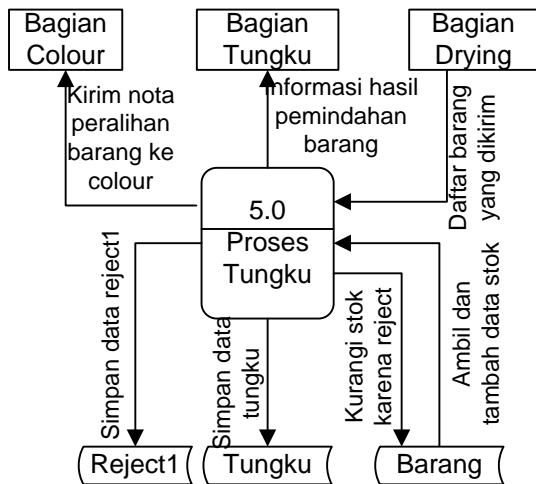 Bagian
Colour
Bagian
Tungku
Bagian
Drying
Kirim nota
peralihan
barang ke
colour
Informasi hasil
pemindahan
barang
Daftar barang
yang dikirim
5.0
Proses
Tungku
Simpan data reject1
Simpan data
tungku
Kurangi stok
karena reject
Ambil dan
tambah data stok
Reject1
Tungku
Barang